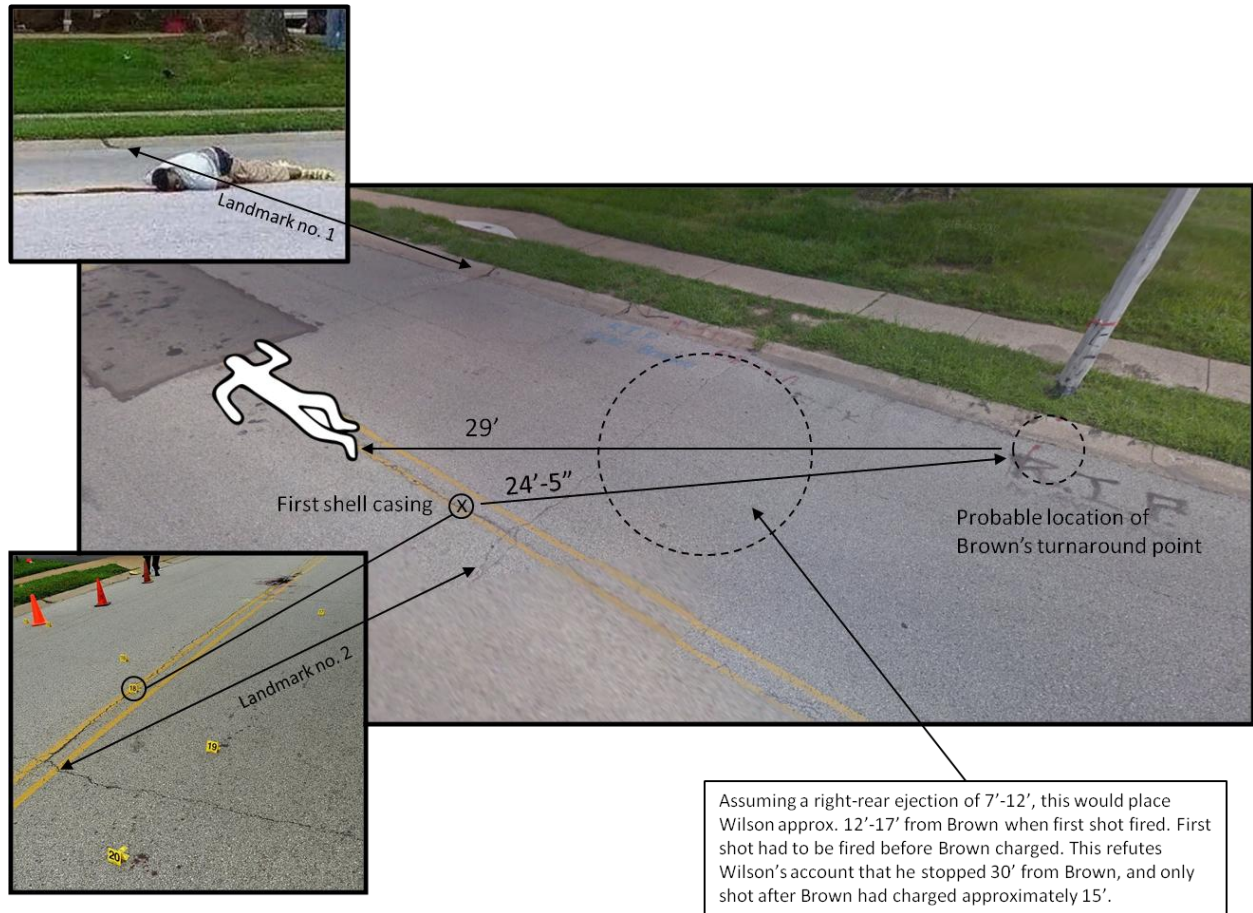 Landmark no. 1
29’
24’-5”
First shell casing
X
Probable location of
Brown’s turnaround point
R I P
18
19
20
Landmark no. 2
Assuming a right-rear ejection of 7’-12’, this would place
Wilson approx. 12’-17’ from Brown when first shot fired. First
shot had to be fired before Brown charged. This refutes
Wilson’s account that he stopped 30’ from Brown, and only
shot after Brown had charged approximately 15’.